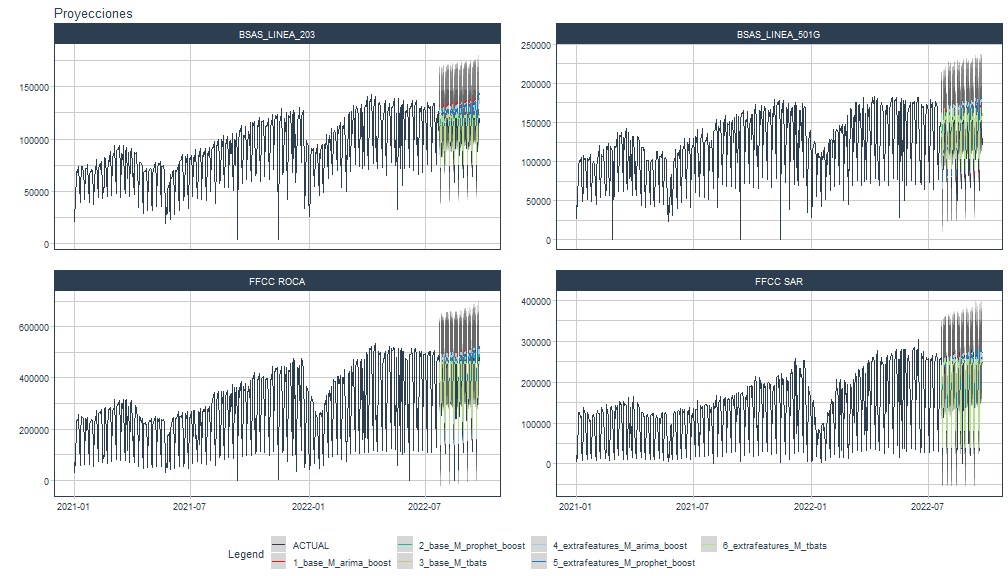 Proyecciones
BSAS_LINEA_203
BSAS_LINEA_501G
150000
100000
50000
0
250000
200000
150000
100000
50000
0
FFCC ROCA
FFCC SAR
600000
400000
200000
0
400000
300000
200000
100000
0
2021-01 2021-07 2022-01 2022-07
2021-01 2021-07 2022-01 2022-07
Legend
ACTUAL
1_base_M_arima_boost
2_base_M_prophet_boost
3_base_M_tbats
4_extrafeatures_M_arima_boost
5_extrafeatures_M_prophet_boost
6_extrafeatures_M_tbats